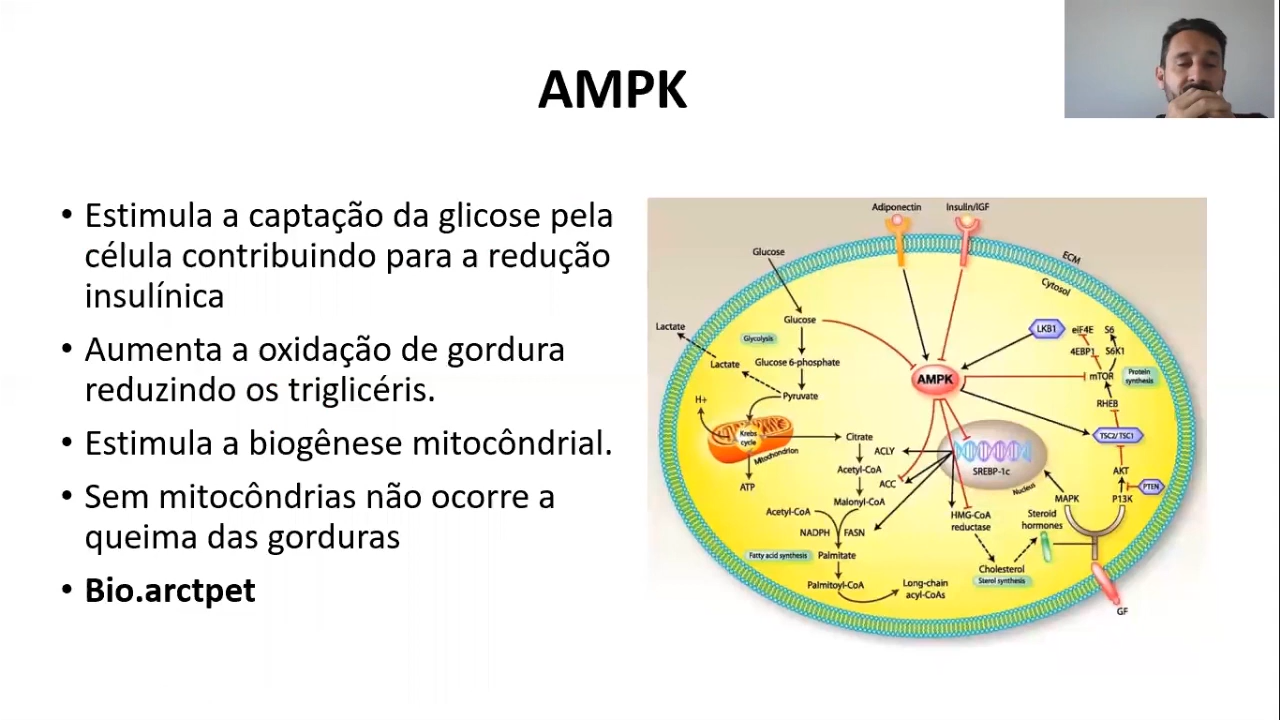 AMPK
• Estimula a captação da glicose pela
célula contribuindo para a redução
insulínica
• Aumenta a oxidação de gordura
reduzindo os triglicéris.
• Estimula a biogênese mitocôndrial.
• Sem mitocôndrias não ocorre a
queima das gorduras
• Bio.arctpet
Adiponectin
Insulin/IGF
Glucose
ECM
Cytosol
Glucose
Lactate
Glycolysis
LKB1
eiF4E
S6
Lactate
Glucose 6-phosphate
4EBP1
S6K1
AMPK
mTOR
Protein
synthesis
H+
Pyruvate
RHEB
Krebs
cycle
Mitochondrion
Citrate
TSC2/TSC1
ACLY
SREBP-1c
Acetyl-CoA
AKT
ATP
ACC
Nucleus
PTEN
Malonyl-CoA
MAPK
P13K
Acetyl-CoA
HMG-CoA
reductase
Steroid
hormones
NADPH
FASN
Fatty acid synthesis
Palmitate
Cholesterol
Sterol synthesis
Palmitoyl-CoA
Long-chain
acyl-CoAs
GF